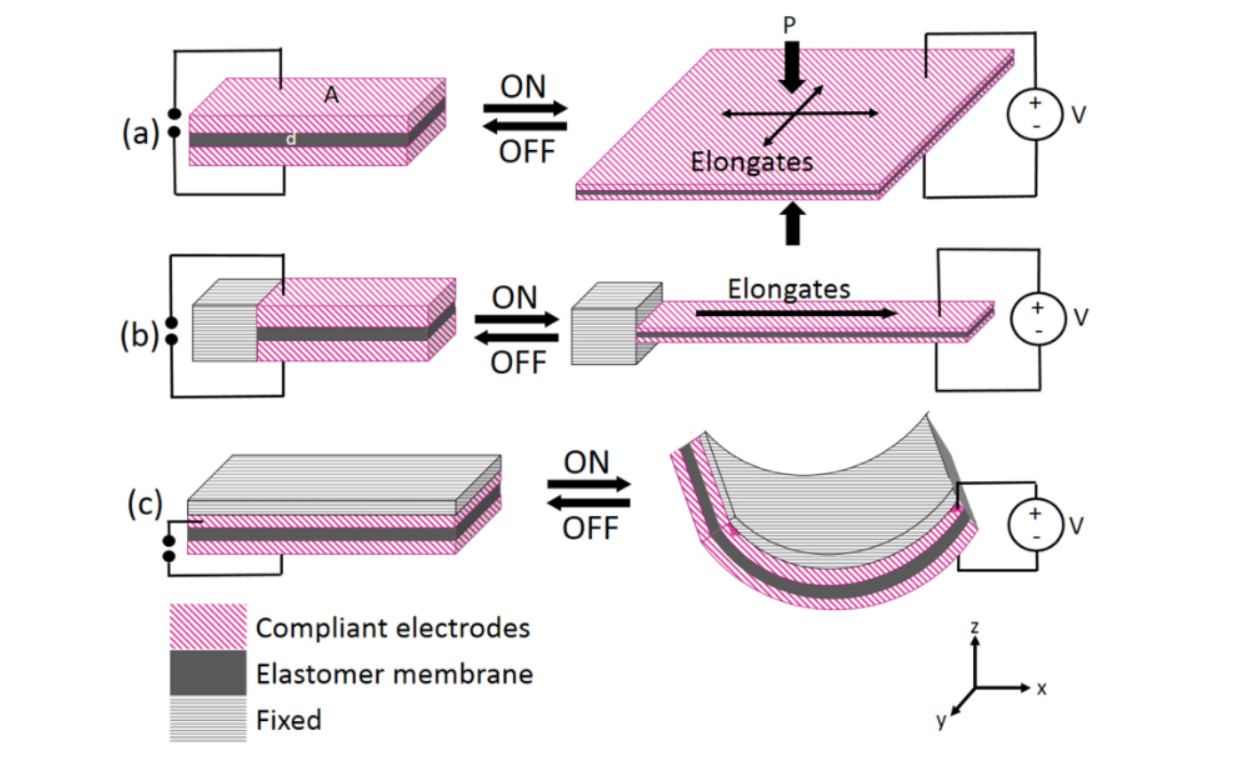 P
A
ON
+
(a)
V
d
-
OFF
Elongates
Elongates
ON
+
(b)
V
-
OFF
ON
(c)
+
V
-
OFF
Compliant electrodes
z
Elastomer membrane
x
Fixed
y